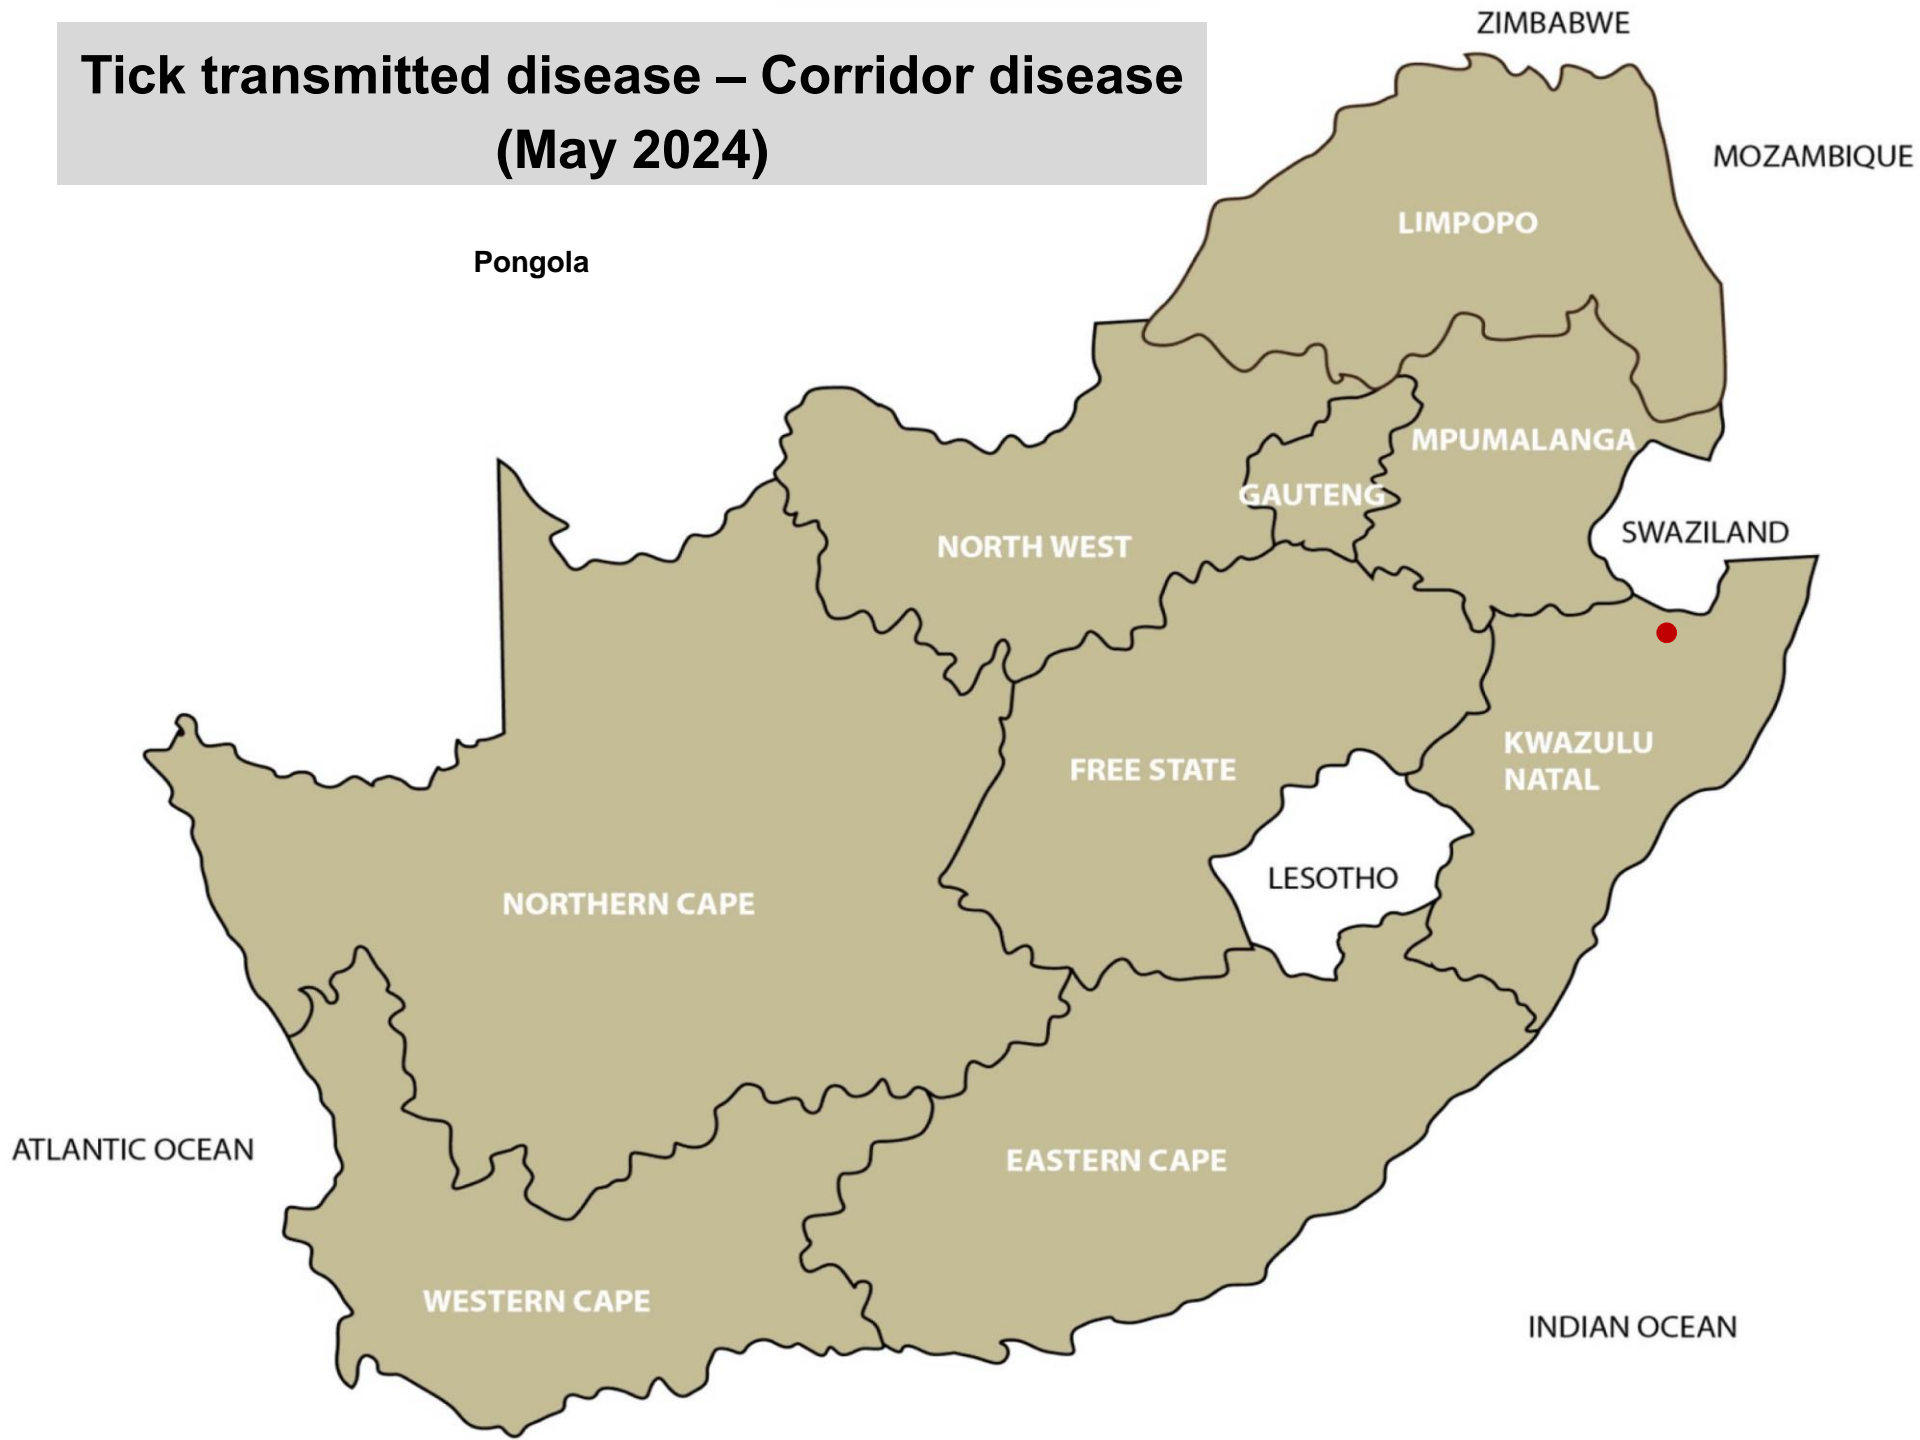 Tick transmitted disease – Corridor disease
(May 2024)
ZIMBABWE
MOZAMBIQUE
LIMPOPO
Pongola
MPUMALANGA
GAUTENG
SWAZILAND
NORTH WEST
KWAZULU
NATAL
FREE STATE
LESOTHO
NORTHERN CAPE
ATLANTIC OCEAN
EASTERN CAPE
WESTERN CAPE
INDIAN OCEAN